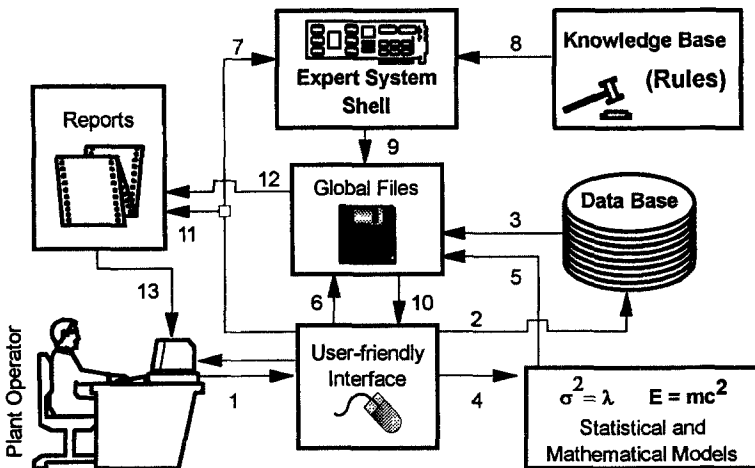 7
8
Expert System
Shell
Knowledge Base
(Rules)
Reports
9
12
Global Files
Data Base
3
11
5
13
6
10
2
Plant Operator
User-friendly
Interface
1
4
σ² = λ E = mc²
Statistical and
Mathematical Models